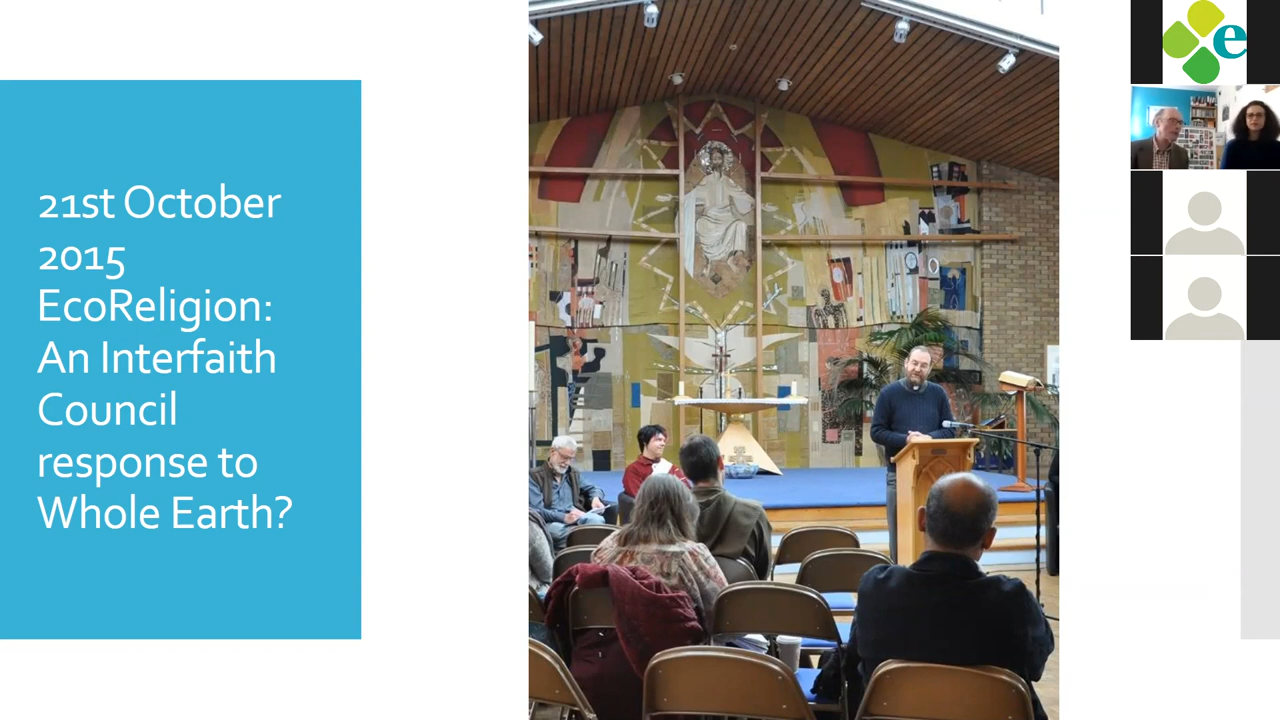 21st October
2015
EcoReligion:
An Interfaith
Council
response to
Whole Earth?
e